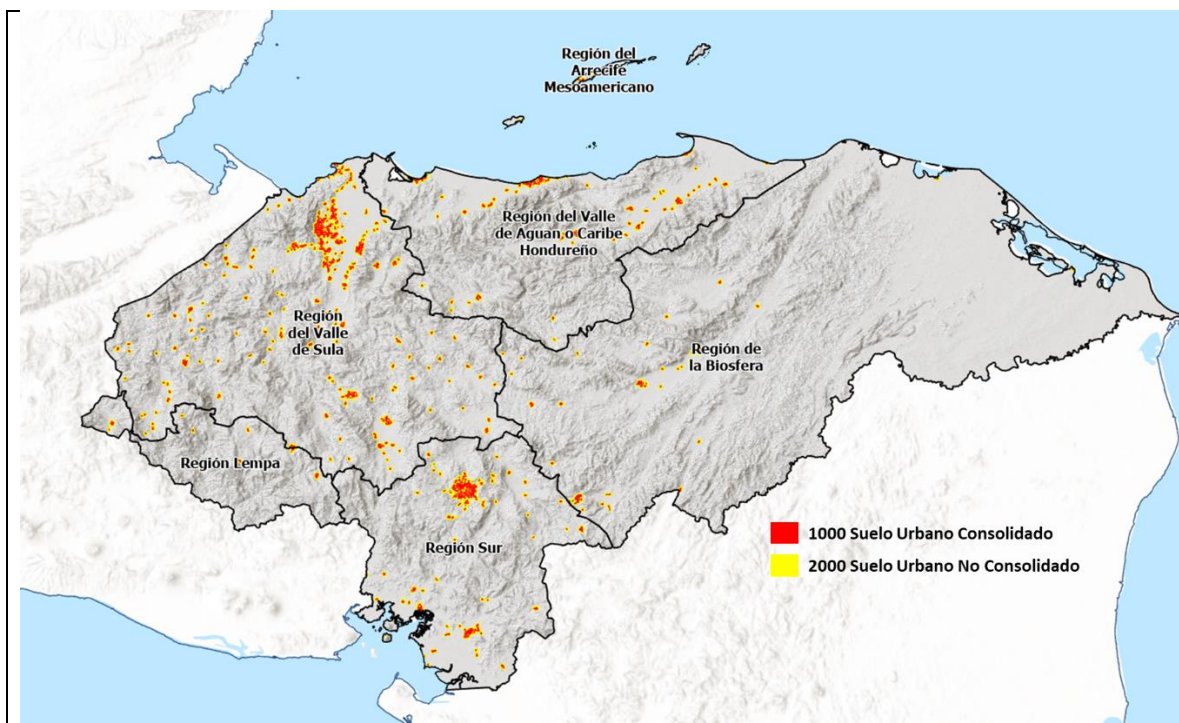 Región del
Arrecife
Mesoamericano
Región del Valle
de Aguan o Caribe
Hondureño
Región
del Valle
de Sula
Región de
la Biosfera
Región Lempa
Región Sur
1000 Suelo Urbano Consolidado
2000 Suelo Urbano No Consolidado